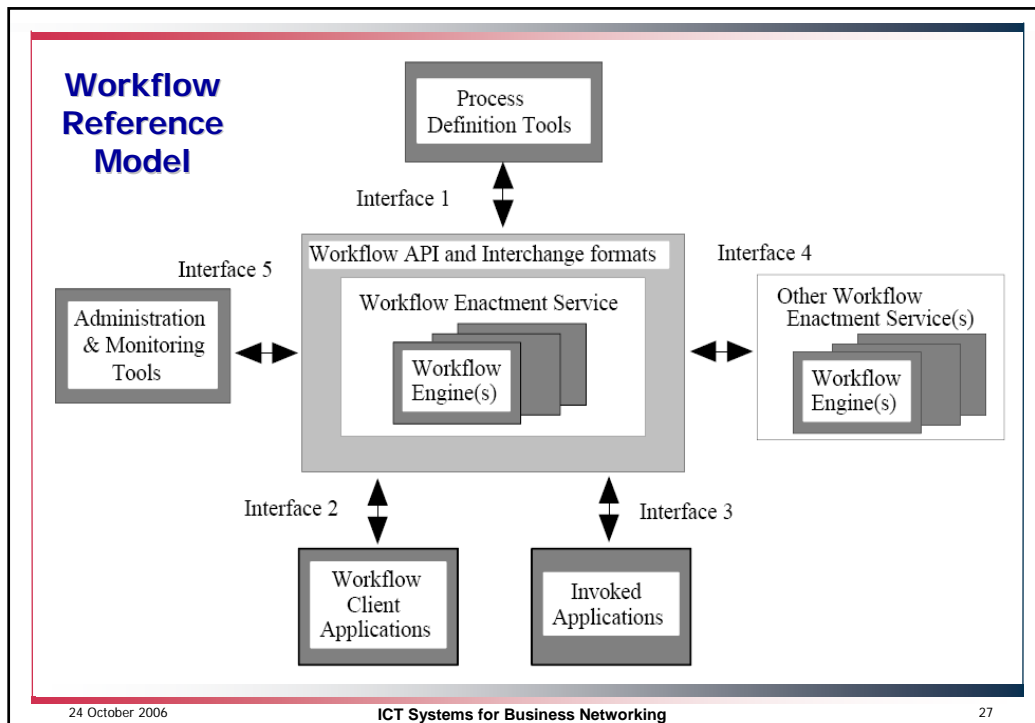 Workflow
Reference
Model
Process
Definition Tools
Interface 1
Workflow API and Interchange formats
Interface 5
Interface 4
Workflow Enactment Service
Workflow
Engine(s)
Administration
& Monitoring
Tools
Other Workflow
Enactment Service(s)
Workflow
Engine(s)
Interface 2
Interface 3
Workflow
Client
Applications
Invoked
Applications
24 October 2006
ICT Systems for Business Networking
27